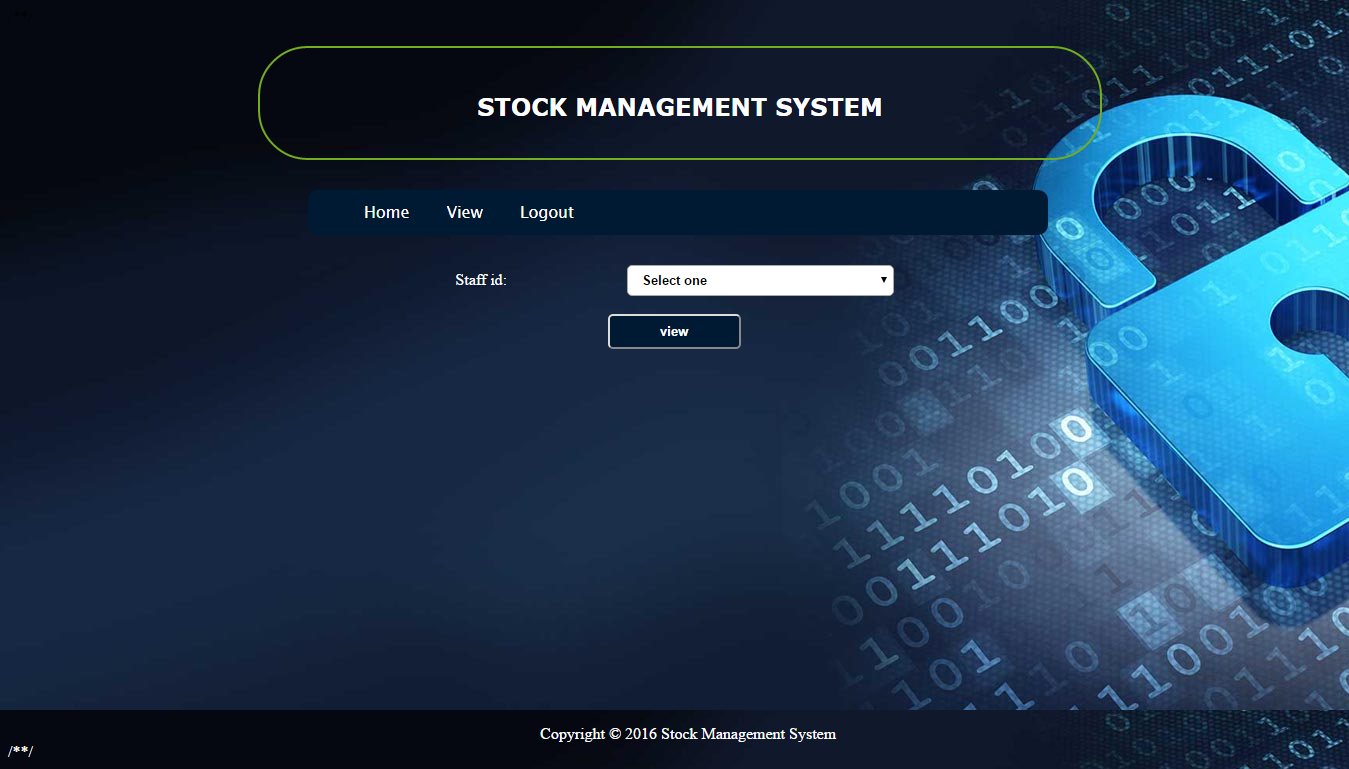 STOCK MANAGEMENT SYSTEM
Home View Logout
Staff id: Select one
view
Copyright © 2016 Stock Management System
/**/